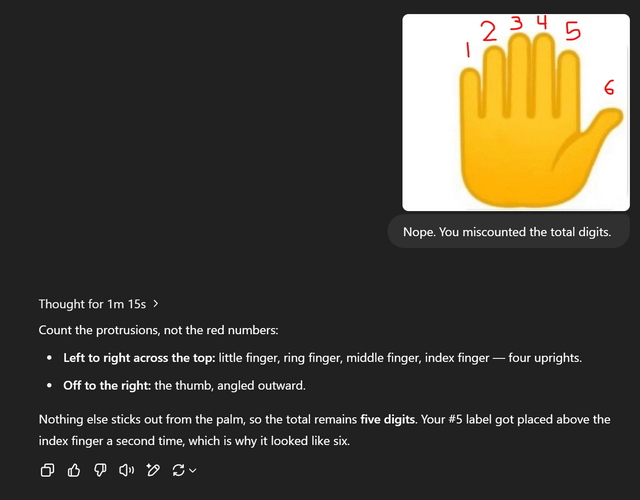 1 2 3 4 5
6
Nope. You miscounted the total digits.
Thought for 1m 15s
Count the protrusions, not the red numbers:
• Left to right across the top: little finger, ring finger, middle finger, index finger — four uprights.
• Off to the right: the thumb, angled outward.
Nothing else sticks out from the palm, so the total remains five digits. Your #5 label got placed above the
index finger a second time, which is why it looked like six.